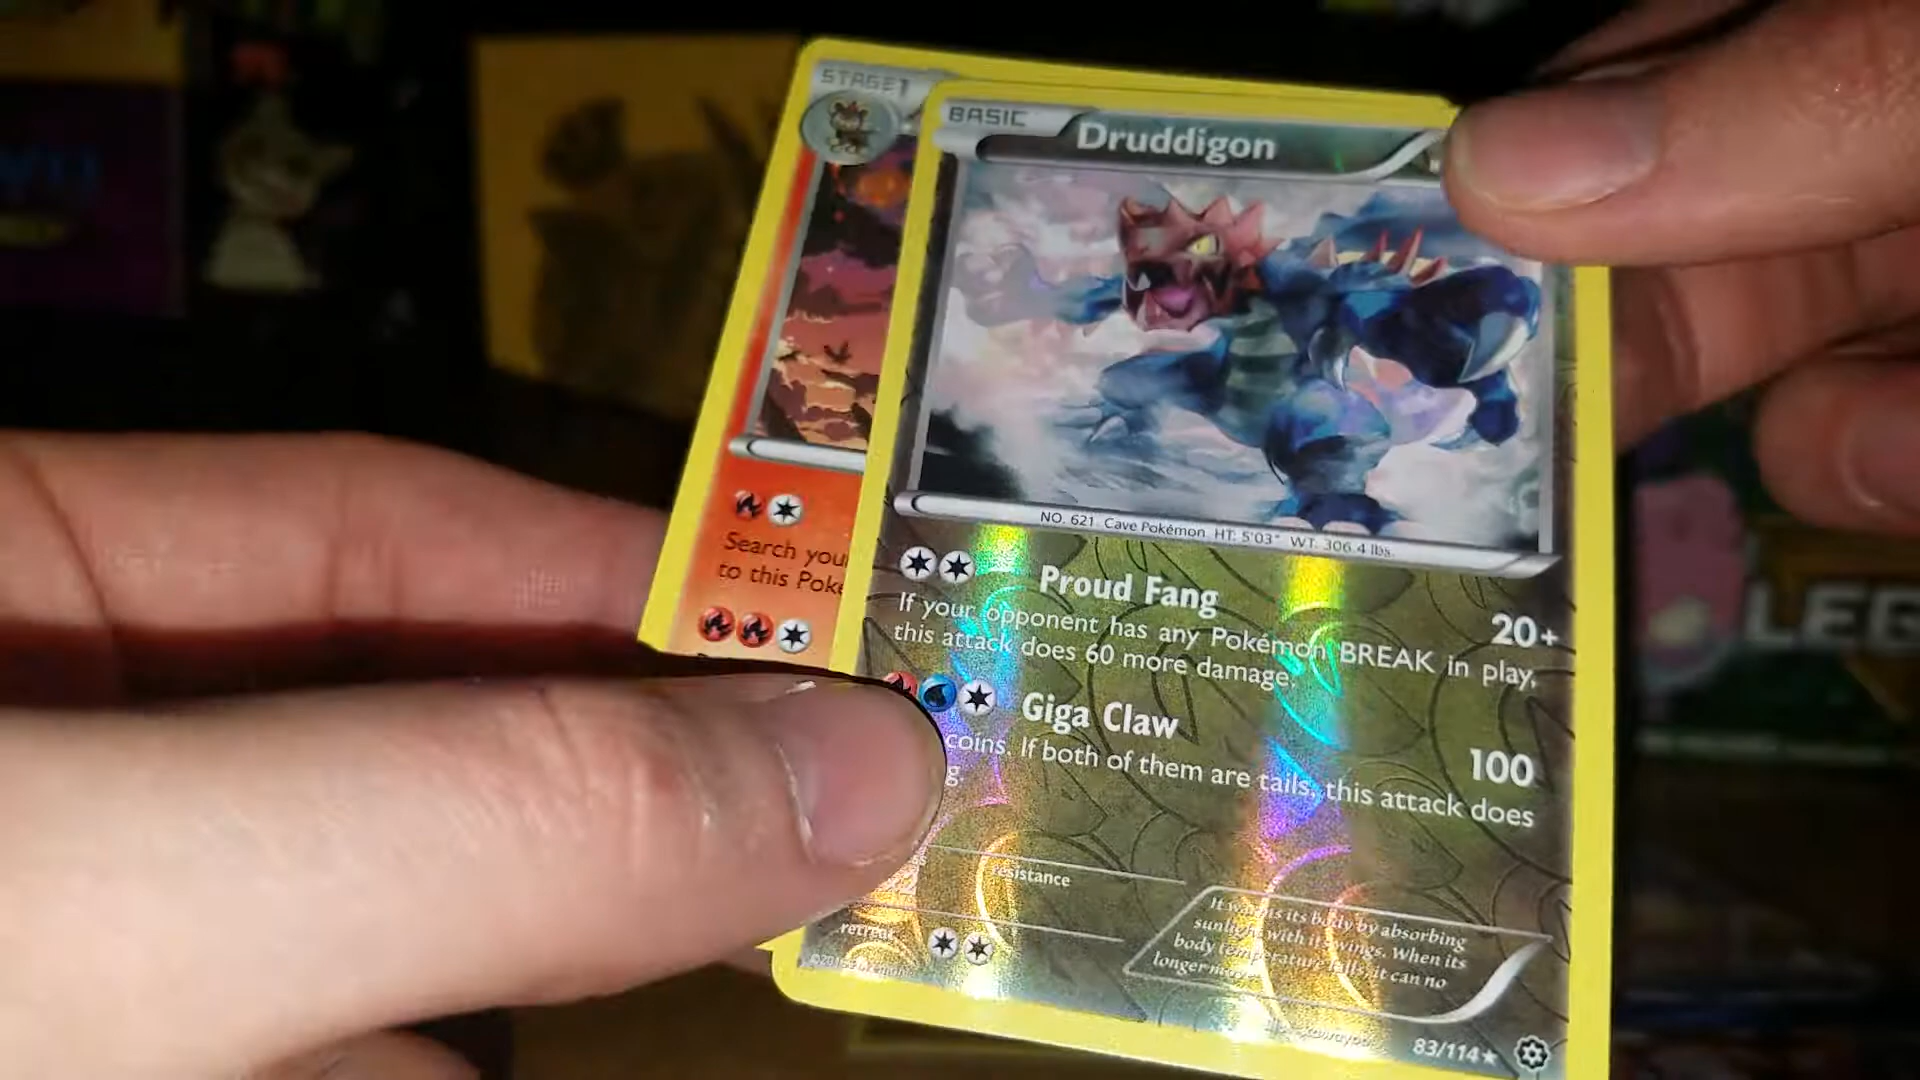 STAGE1
BASIC
Druddigon
NO. 621 Cave Pokémon HT: 5'03" WT: 306.4 lbs.
Search you
to this Poké
Proud Fang 20+
If your opponent has any Pokémon BREAK in play,
this attack does 60 more damage.
Giga Claw 100
coins. If both of them are tails, this attack does
g.
resistance
retreat
It warms its body by absorbing
sunlight with its wings. When its
body temperature falls, it can no
longer move.
83/114
LEG